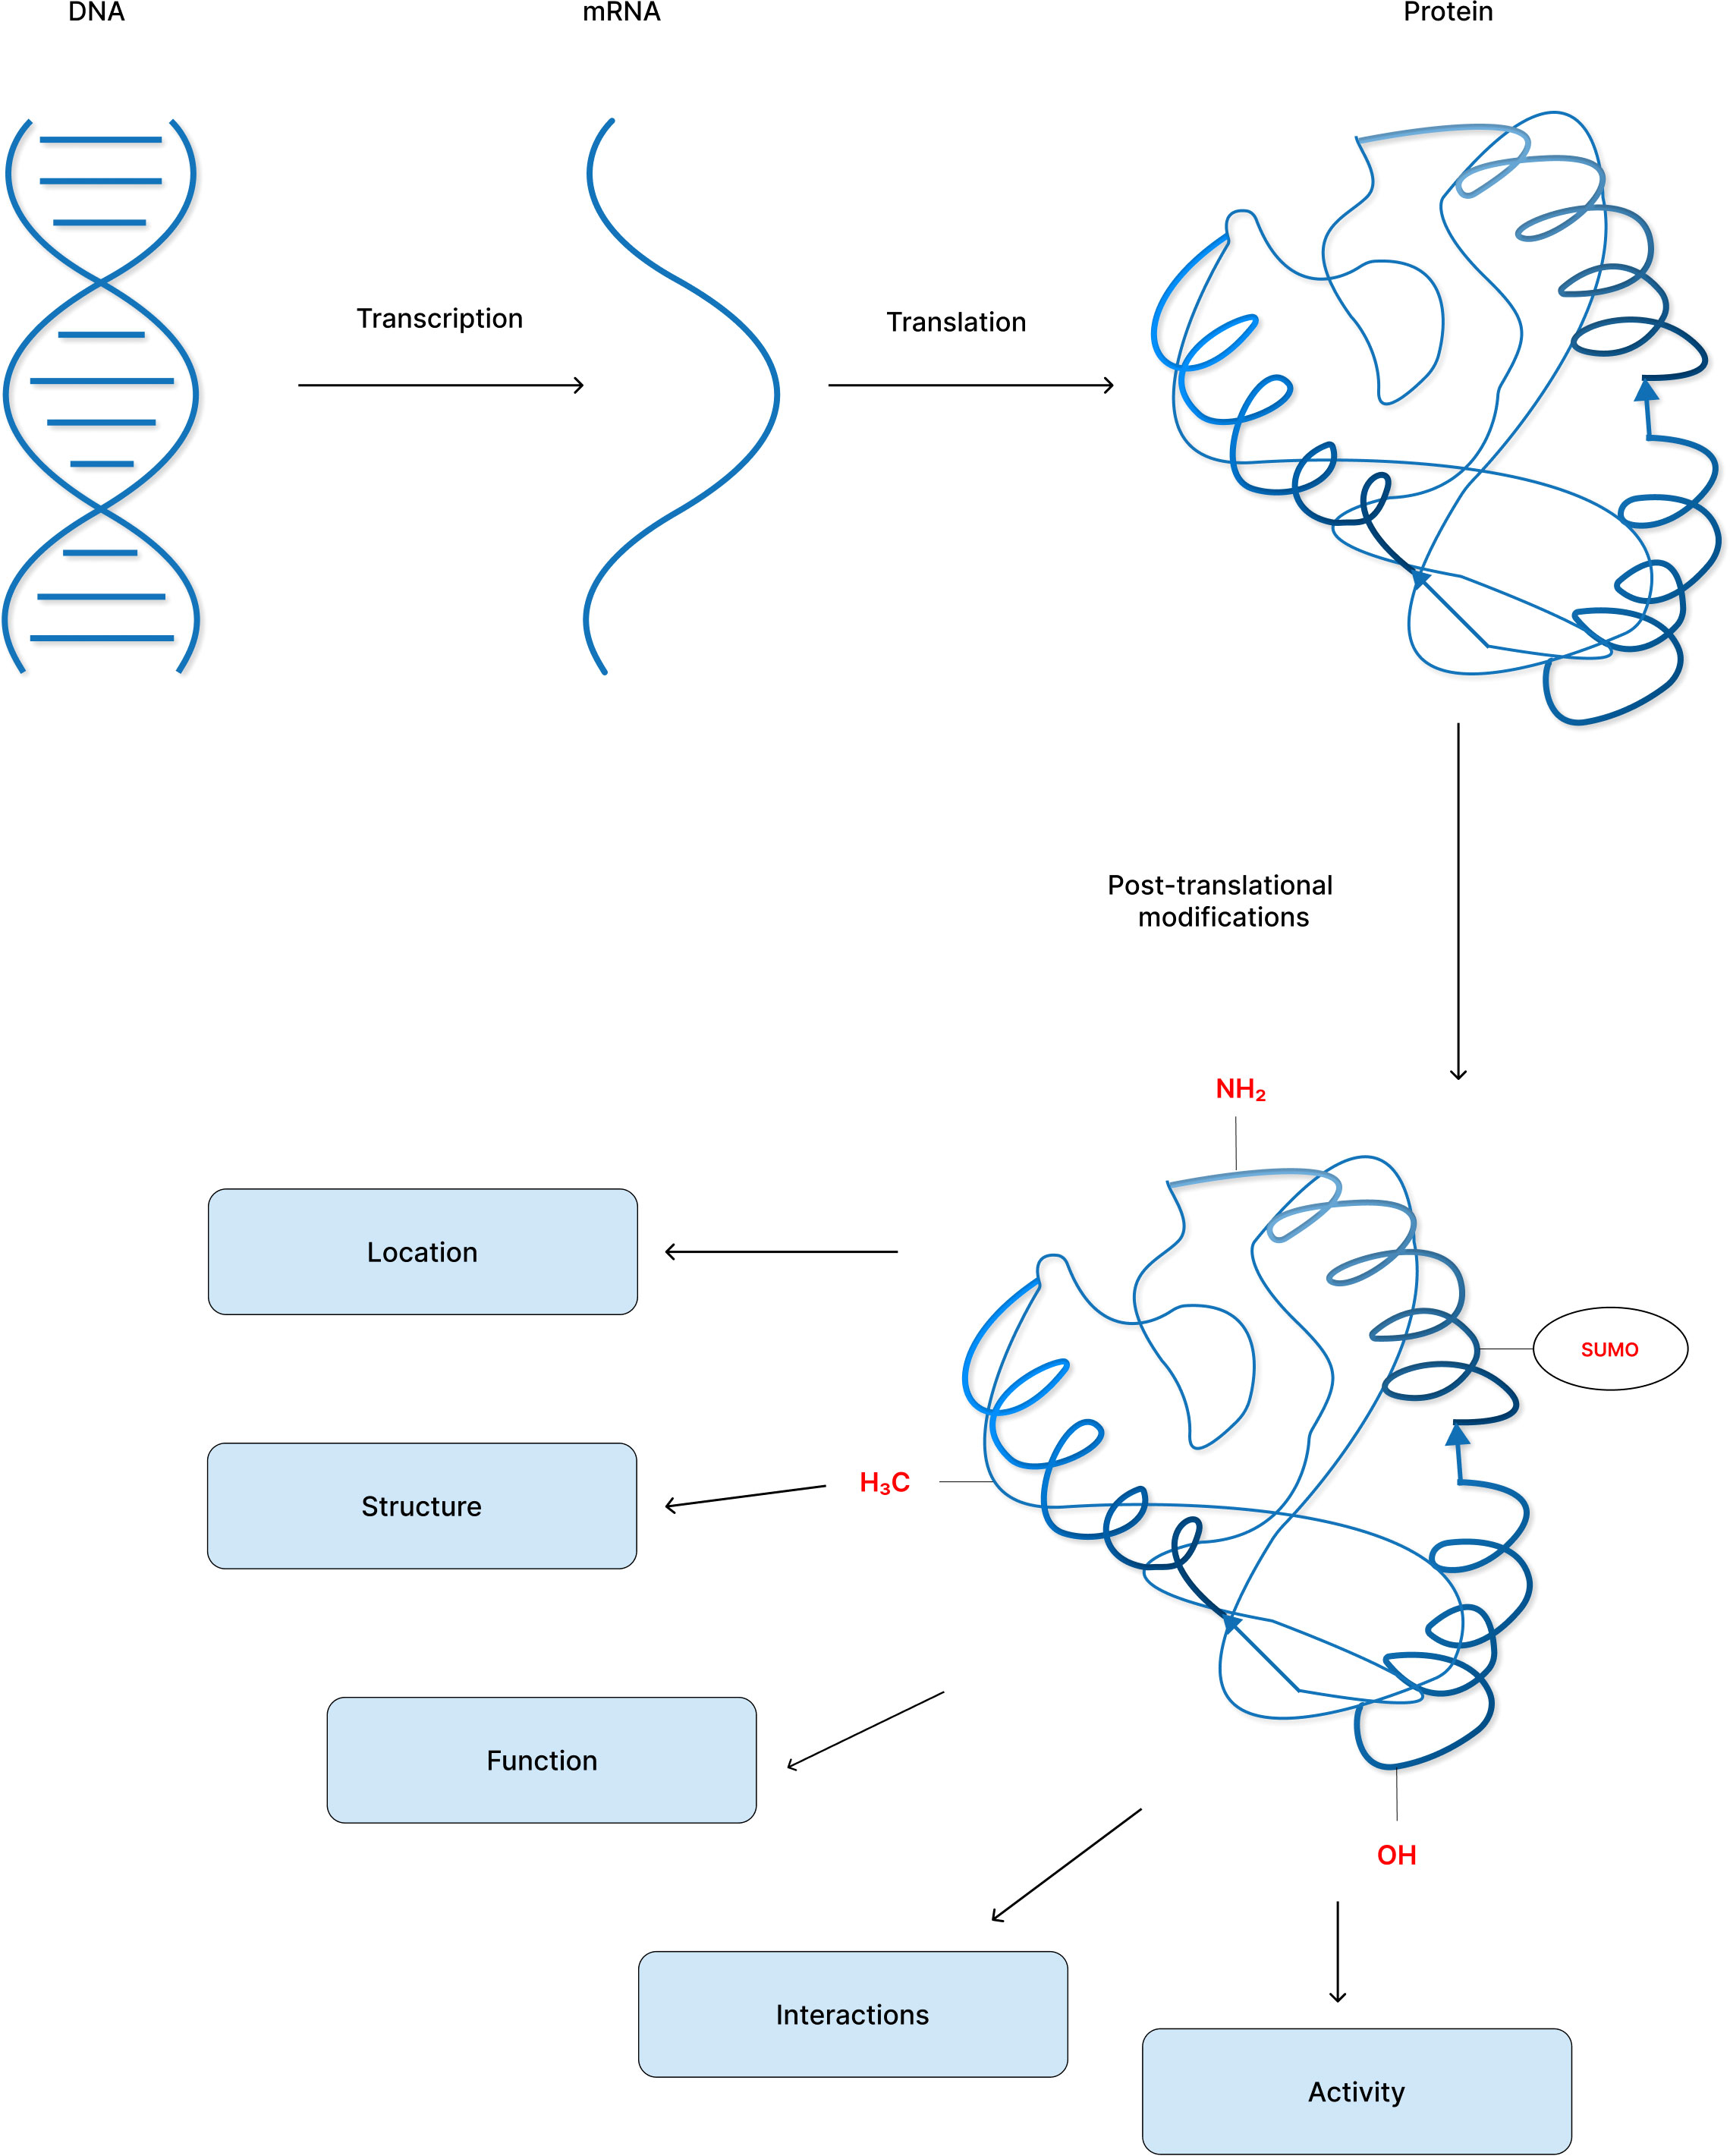 DNA
mRNA
Protein
Transcription
Translation
Post-translational
modifications
NH₂
Location
SUMO
H₃C
Structure
Function
OH
Interactions
Activity